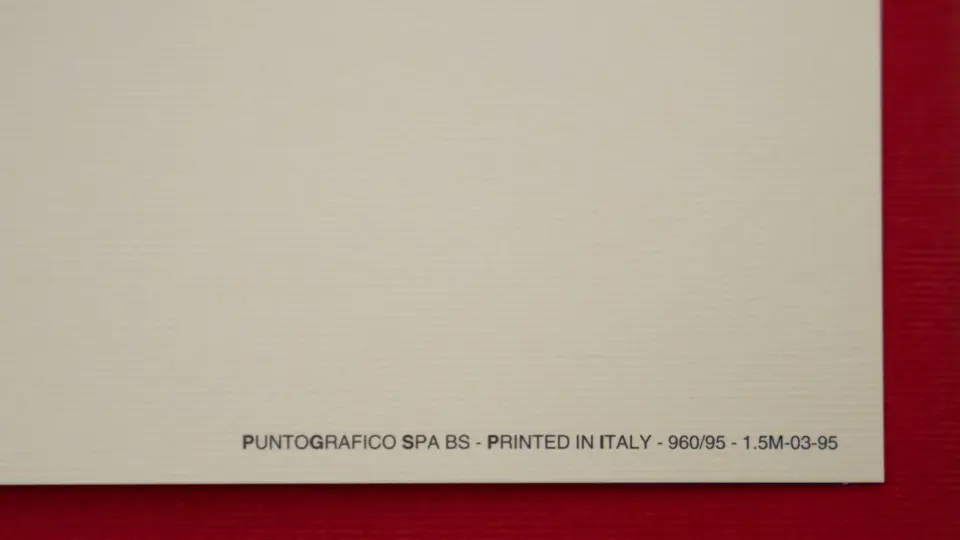 PUNTOGRAFICO SPA BS - PRINTED IN ITALY - 960/95 - 1.5M-03-95